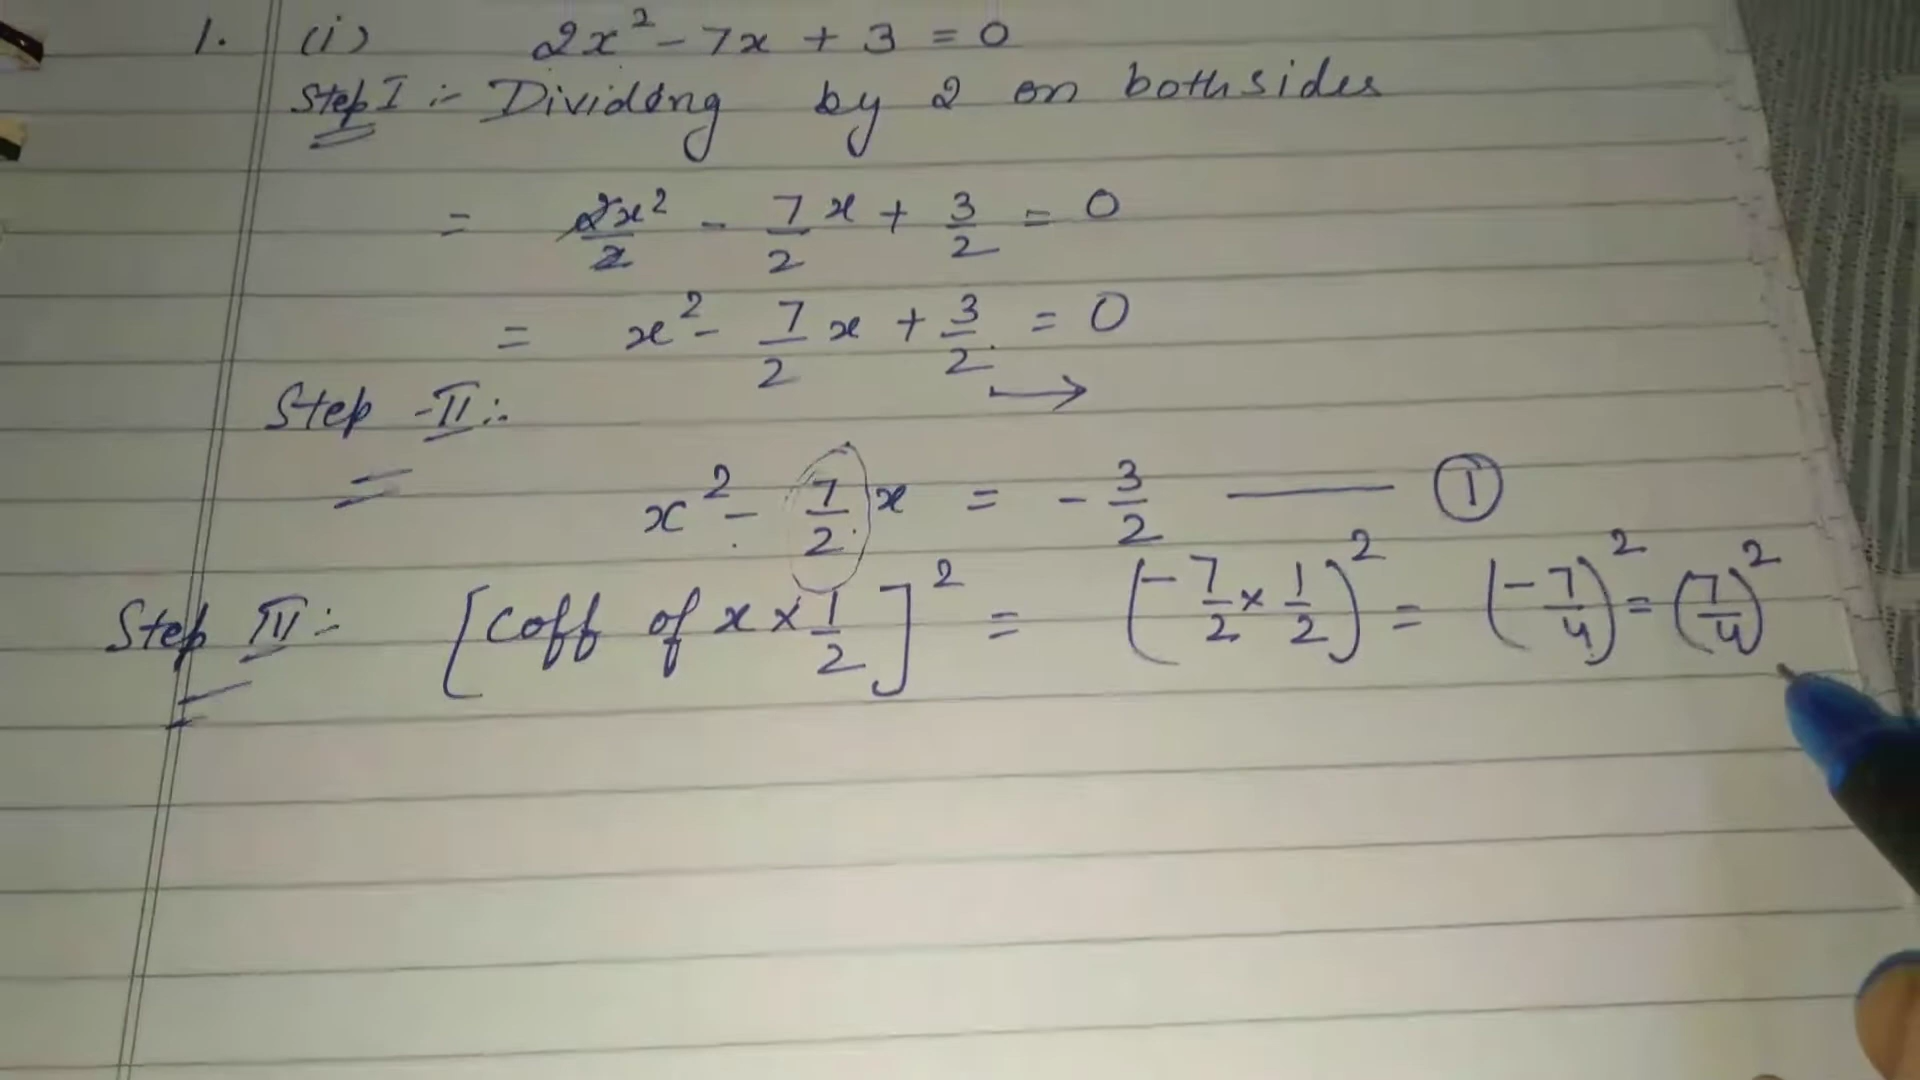 1. (i) 2x² - 7x + 3 = 0
Step I :- Dividing by 2 on both sides
= 2x²/2 - 7/2 x + 3/2 = 0
= x² - 7/2 x + 3/2 = 0
Step - II :-
x² - 7/2 x = - 3/2 —— ①
Step III :- [Coff of x × 1/2]² = (- 7/2 × 1/2)² = (- 7/4)² = (7/4)²